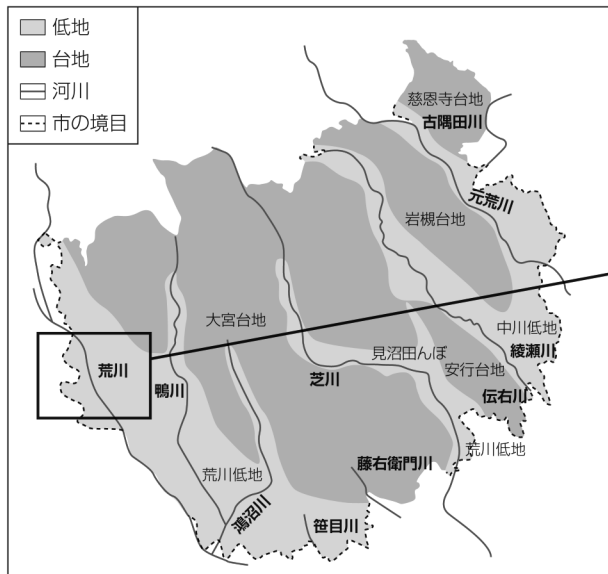 低地
台地
河川
市の境目
慈恩寺台地
古隅田川
元荒川
岩槻台地
大宮台地
中川低地
見沼田んぼ
綾瀬川
荒川
安行台地
鴨川
芝川
伝右川
荒川低地
藤右衛門川
荒川低地
鴻沼川
笹目川